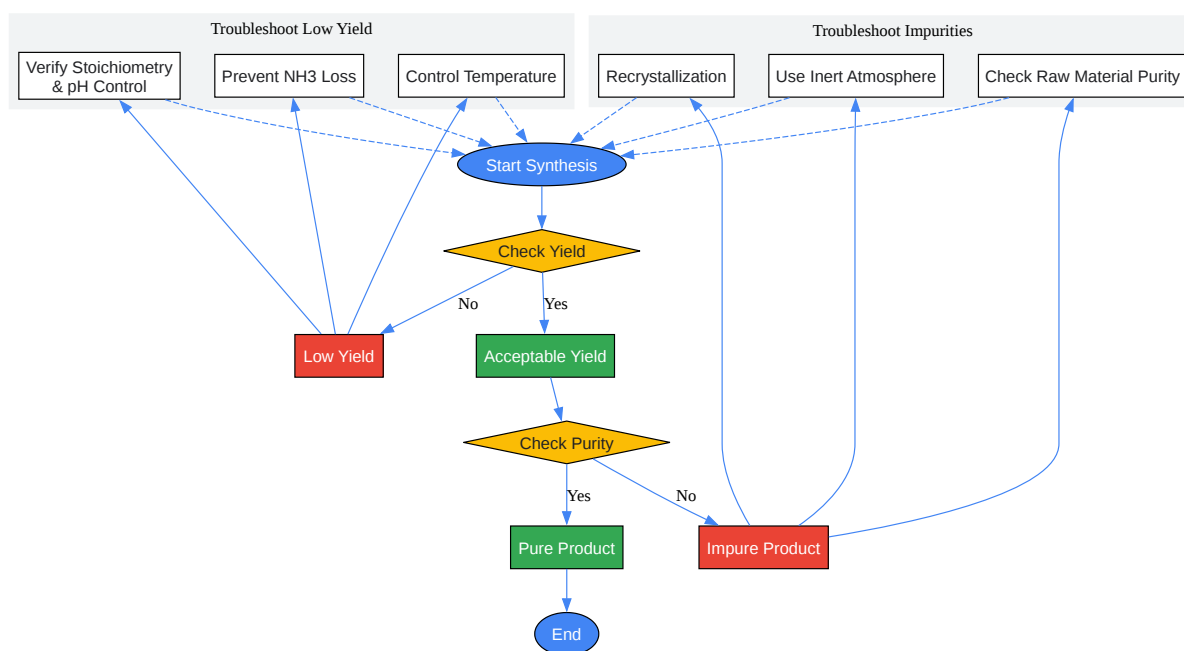 Troubleshoot Low Yield
Troubleshoot Impurities
Verify Stoichiometry
& pH Control
Prevent NH3 Loss
Control Temperature
Recrystallization
Use Inert Atmosphere
Check Raw Material Purity
Start Synthesis
Check Yield
No
Yes
Low Yield
Acceptable Yield
Check Purity
Yes
No
Pure Product
Impure Product
End